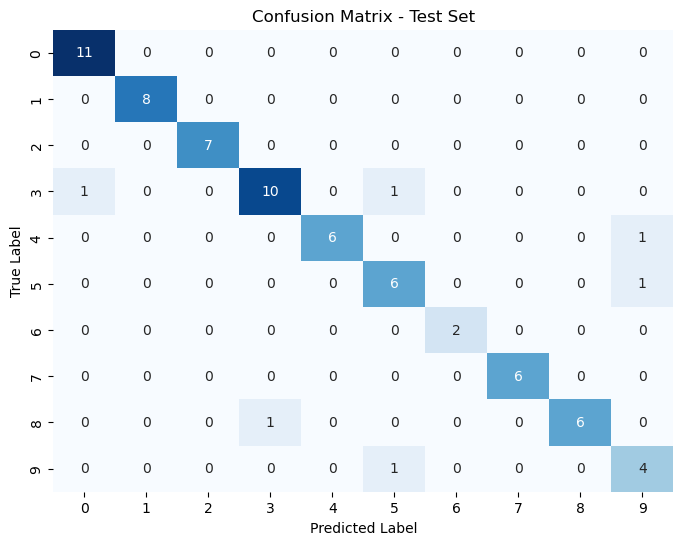 Confusion Matrix - Test Set
0 11 0 0 0 0 0 0 0 0 0
1 0 8 0 0 0 0 0 0 0 0
2 0 0 7 0 0 0 0 0 0 0
3 1 0 0 10 0 1 0 0 0 0
4 0 0 0 0 6 0 0 0 0 1
5 0 0 0 0 0 6 0 0 0 1
6 0 0 0 0 0 0 2 0 0 0
7 0 0 0 0 0 0 0 6 0 0
8 0 0 0 1 0 0 0 0 6 0
9 0 0 0 0 0 1 0 0 0 4
True Label
0 1 2 3 4 5 6 7 8 9
Predicted Label